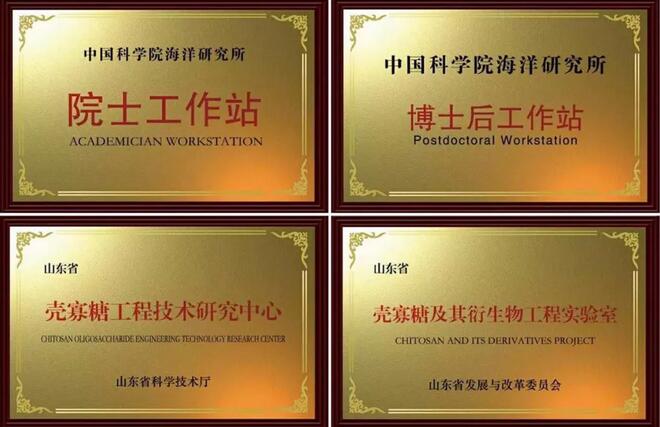 中国科学院海洋研究所
院士工作站
ACADEMICIAN WORKSTATION
中国科学院海洋研究所
博士后工作站
Postdoctoral Workstation
山东省
壳寡糖工程技术研究中心
CHITOSAN OLIGOSACCHARIDE ENGINEERING TECHNOLOGY RESEARCH CENTER
山东省科学技术厅
山东省
壳寡糖及其衍生物工程实验室
CHITOSAN AND ITS DERIVATIVES PROJECT
山东省发展与改革委员会